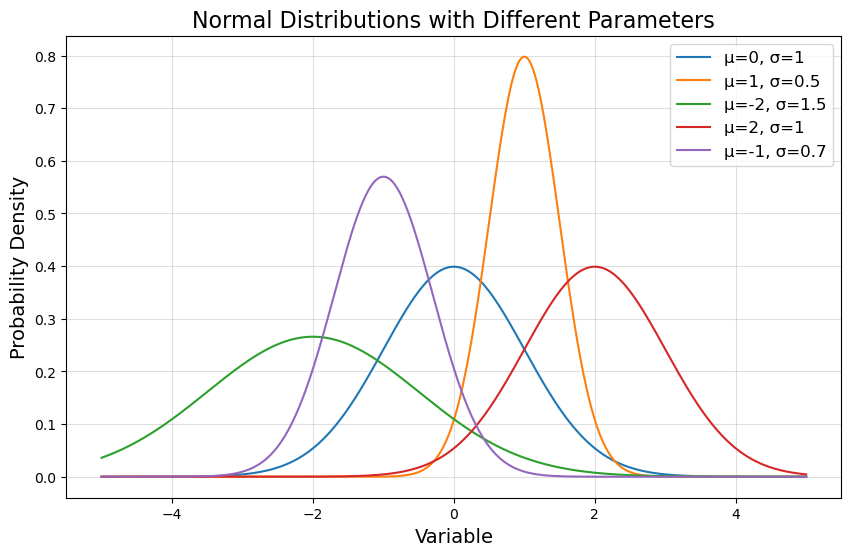 Normal Distributions with Different Parameters
μ=0, σ=1
μ=1, σ=0.5
μ=-2, σ=1.5
μ=2, σ=1
μ=-1, σ=0.7
Probability Density
0.8
0.7
0.6
0.5
0.4
0.3
0.2
0.1
0.0
−4
−2
0
2
4
Variable